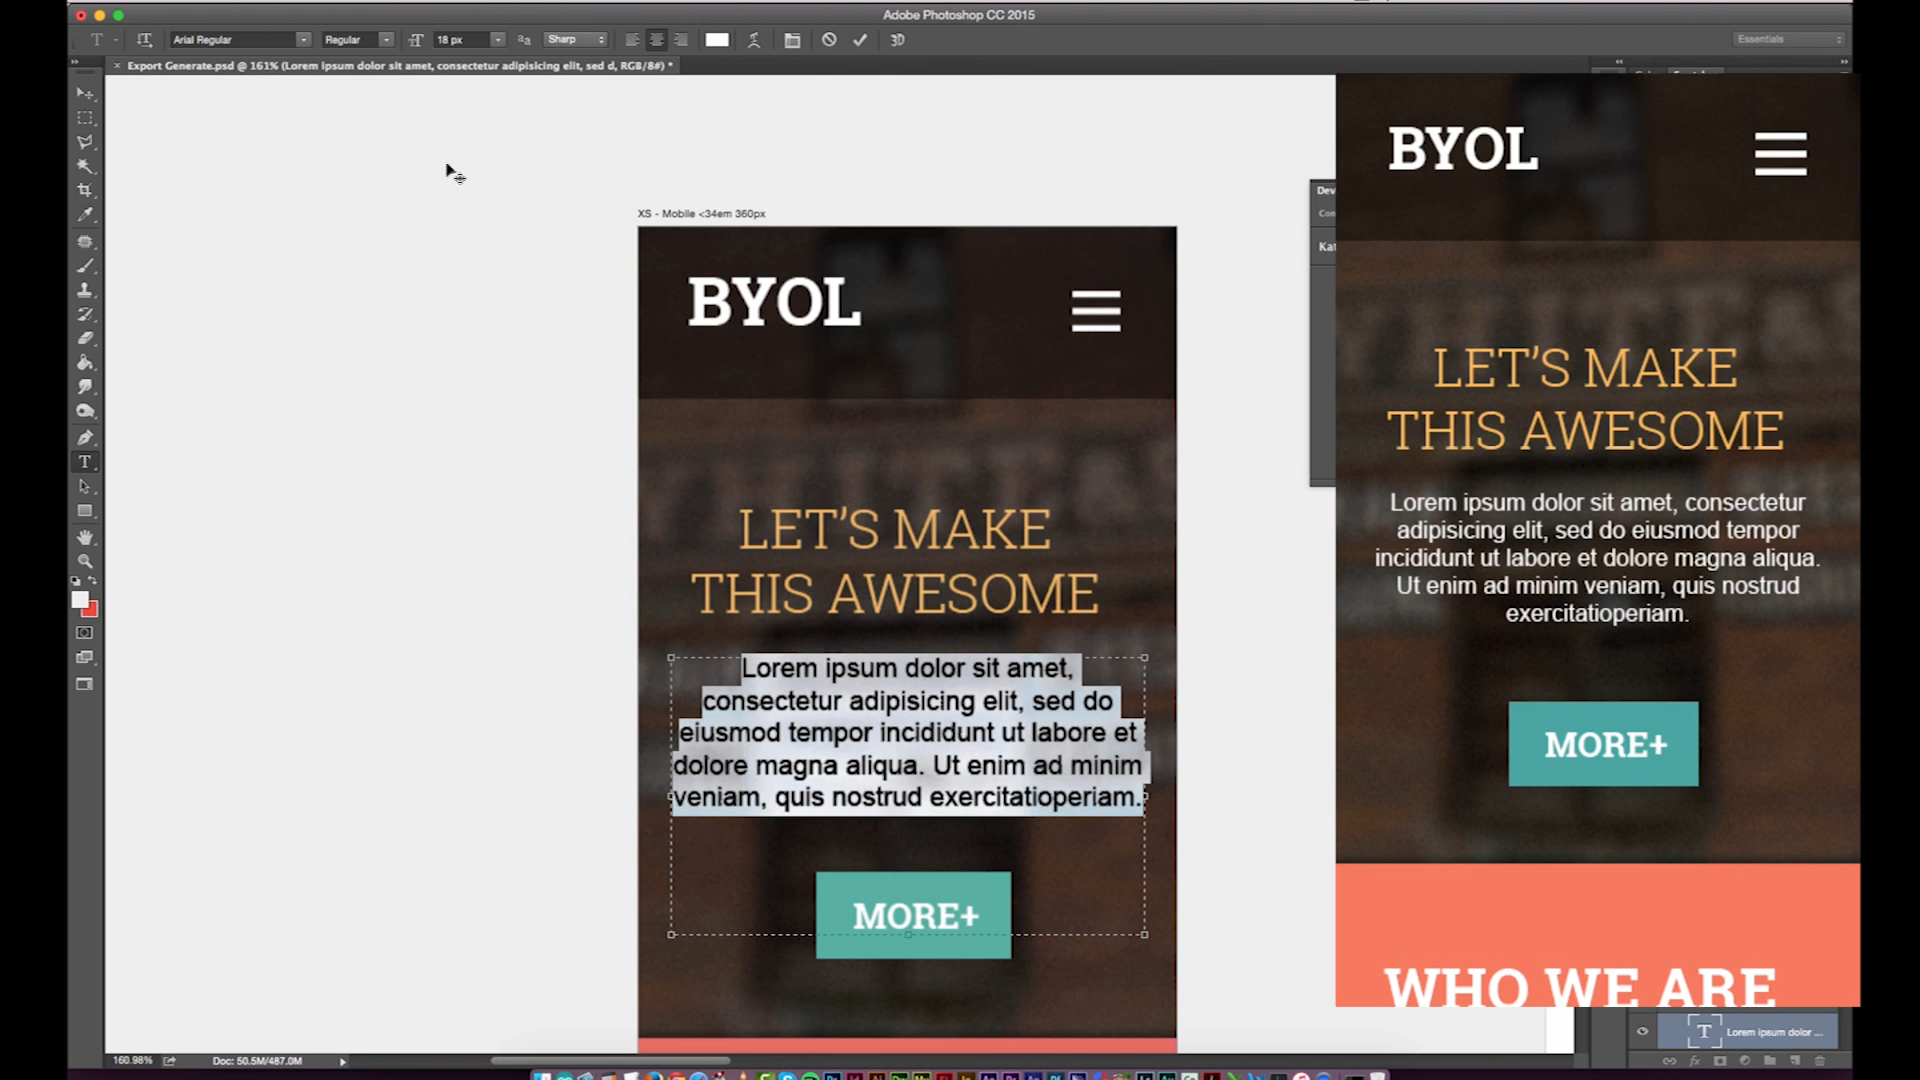 Adobe Photoshop CC 2015
T
Arial Regular
Regular
18 px
Sharp
3D
Essentials
× Export Generate.psd @ 161% (Lorem ipsum dolor sit amet, consectetur adipisicing elit, sed d, RGB/8#) *
XS - Mobile <34em 360px
BYOL
LET’S MAKE
THIS AWESOME
Lorem ipsum dolor sit amet,
consectetur adipisicing elit, sed do
eiusmod tempor incididunt ut labore et
dolore magna aliqua. Ut enim ad minim
veniam, quis nostrud exercitatioperiam.
MORE+
Dev
Con
Kat
BYOL
LET’S MAKE
THIS AWESOME
Lorem ipsum dolor sit amet, consectetur
adipisicing elit, sed do eiusmod tempor
incididunt ut labore et dolore magna aliqua.
Ut enim ad minim veniam, quis nostrud
exercitatioperiam.
MORE+
WHO WE ARE
T Lorem ipsum dolor ...
160.98%
Doc: 50.5M/487.0M